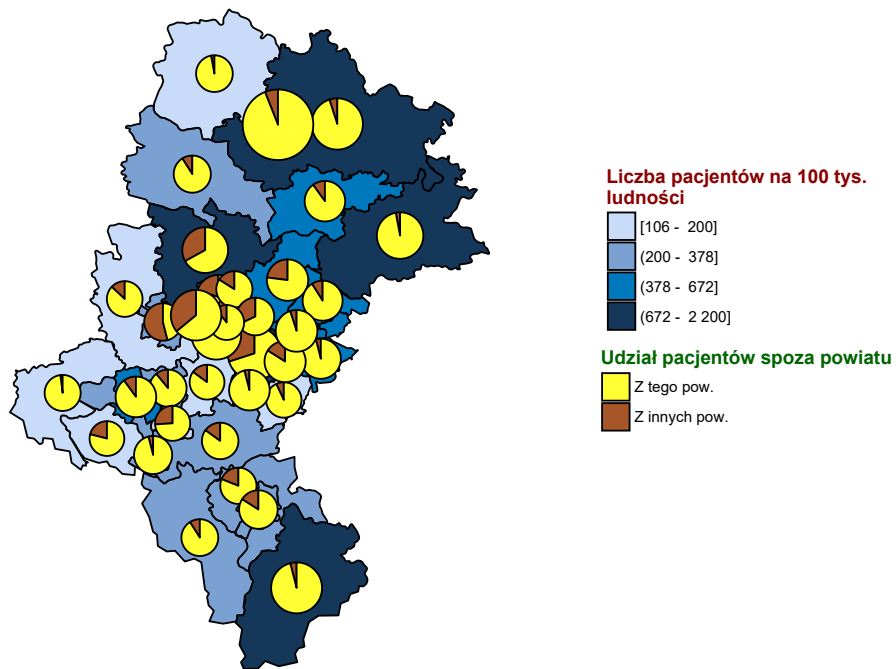 Liczba pacjentów na 100 tys.
ludności
[106 - 200]
(200 - 378]
(378 - 672]
(672 - 2 200]
Udział pacjentów spoza powiatu
Z tego pow.
Z innych pow.